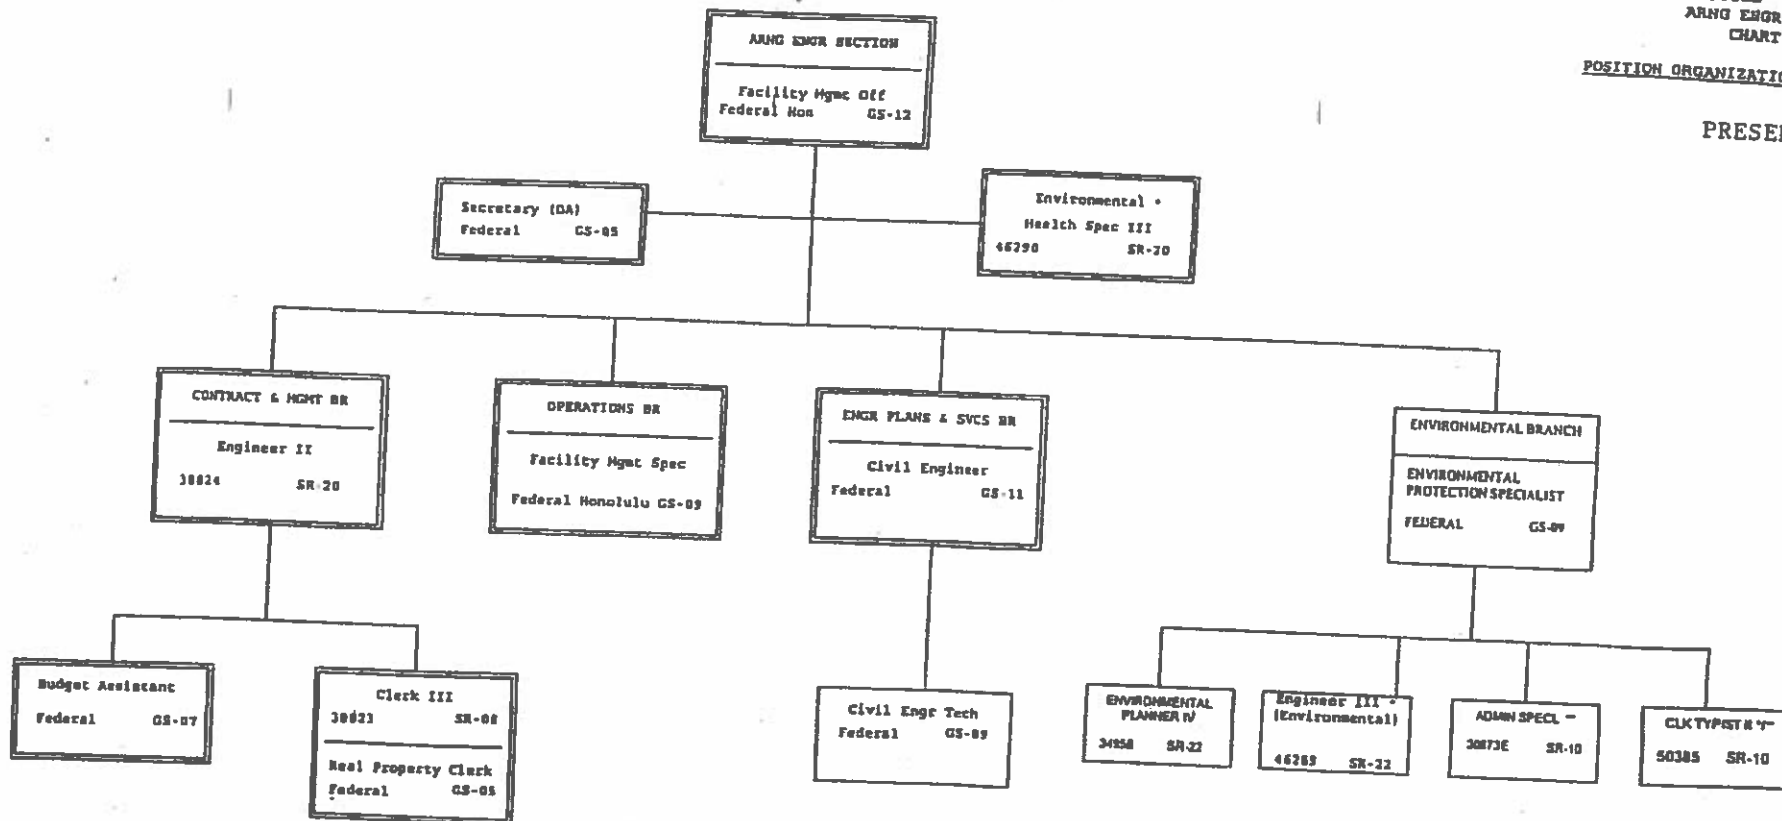 ARNG ENGR
CHART
POSITION ORGANIZATIO
PRESE
ARNG ENGR SECTION
Facility Mgmt Off
Federal Hon GS-12
Secretary (OA)
Federal GS-05
Environmental *
Health Spec III
46290 SR-20
CONTRACT & MGMT BR
Engineer II
38824 SR-20
OPERATIONS BR
Facility Mgmt Spec
Federal Honolulu GS-09
ENGR PLANS & SVCS BR
Civil Engineer
Federal GS-11
ENVIRONMENTAL BRANCH
ENVIRONMENTAL
PROTECTION SPECIALIST
FEDERAL GS-09
Budget Assistant
Federal GS-07
Clerk III
38823 SR-08
Real Property Clerk
Federal GS-05
Civil Engr Tech
Federal GS-09
ENVIRONMENTAL
PLANNER IV
34958 SR-22
Engineer III *
(Environmental)
46269 SR-22
ADMIN SPECL
30873E SR-10
CLK TYPIST
50385 SR-10